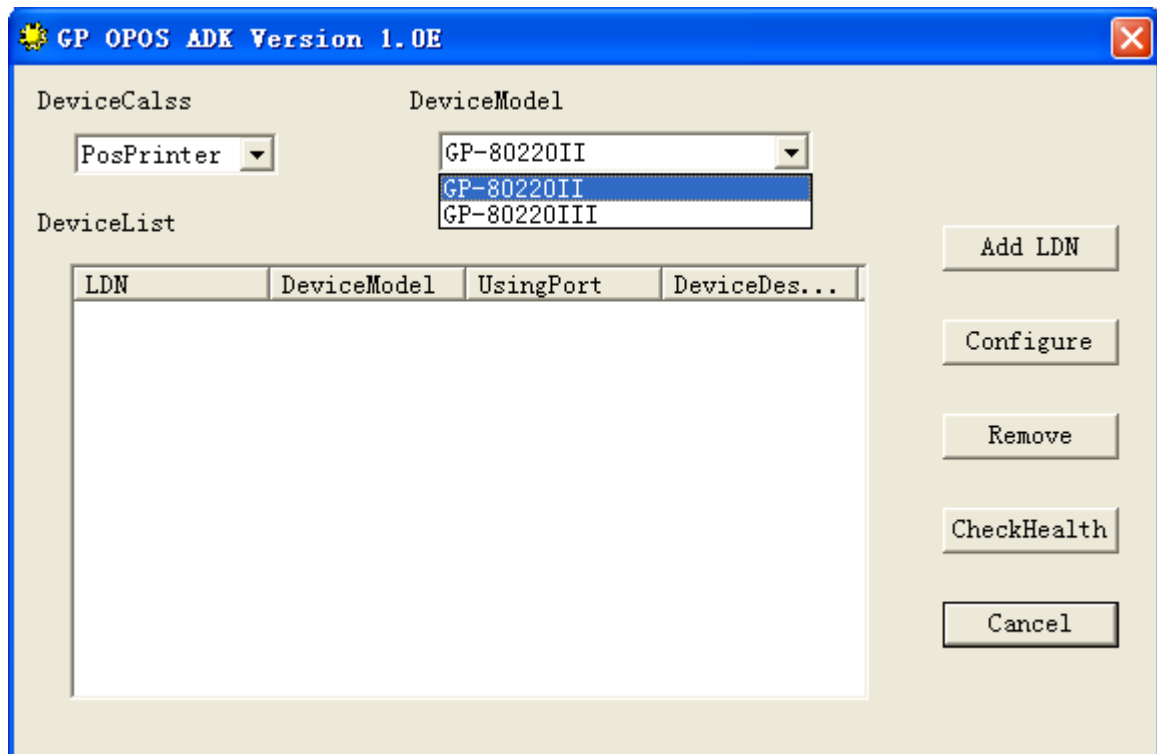 GP OPOS ADK Version 1.0E
DeviceCalss
DeviceModel
PosPrinter
GP-80220II
GP-80220II
GP-80220III
DeviceList
LDN DeviceModel UsingPort DeviceDes...
Add LDN
Configure
Remove
CheckHealth
Cancel